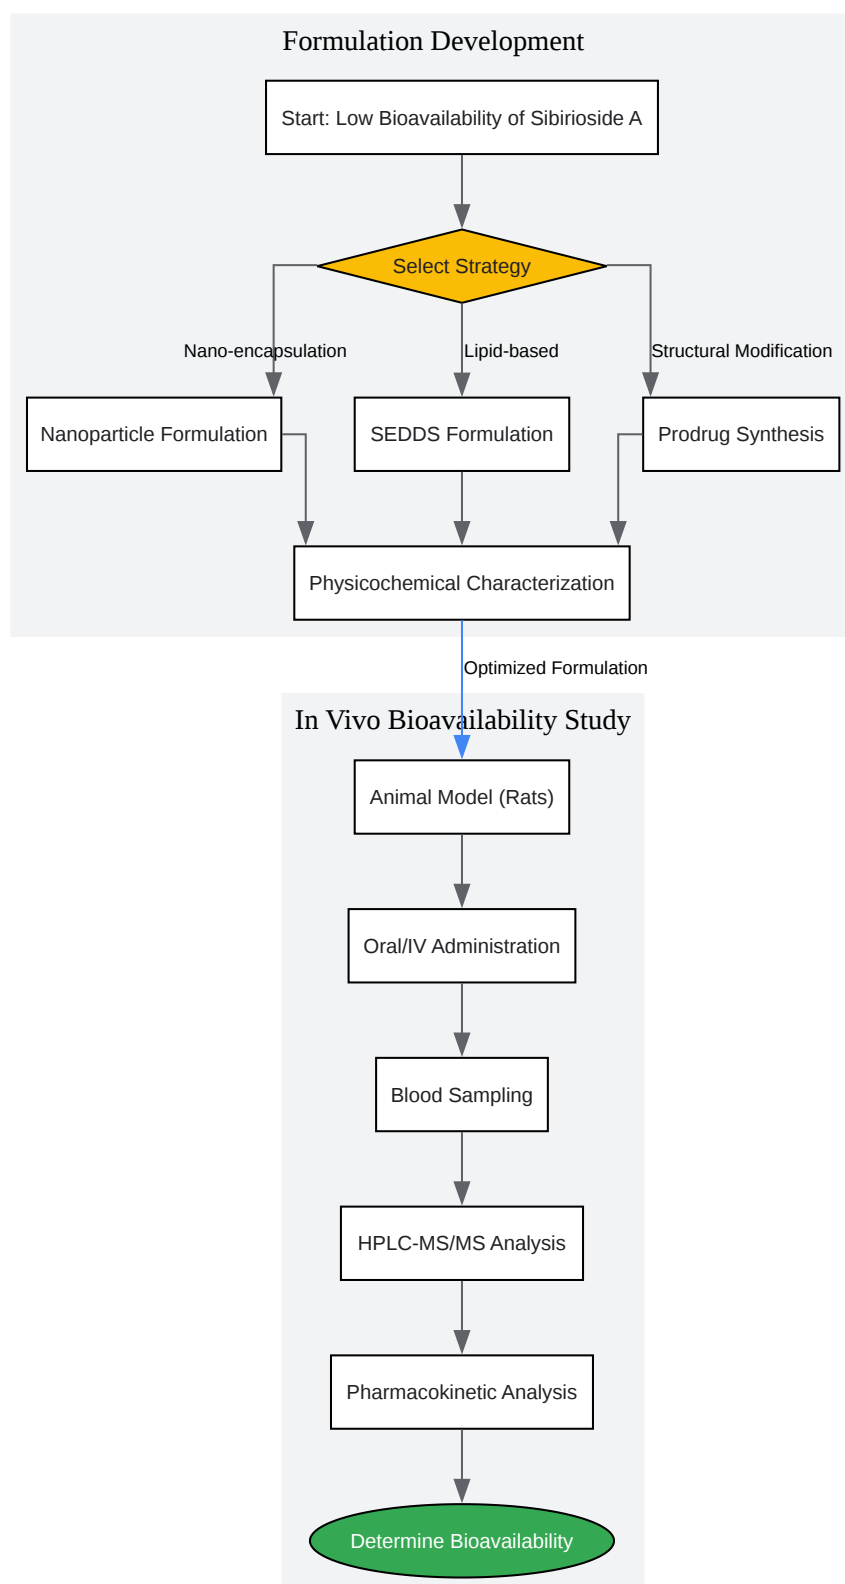 Formulation Development
Start: Low Bioavailability of Sibirioside A
Select Strategy
Nano-encapsulation
Lipid-based
Structural Modification
Nanoparticle Formulation
SEDDS Formulation
Prodrug Synthesis
Physicochemical Characterization
Optimized Formulation
In Vivo Bioavailability Study
Animal Model (Rats)
Oral/IV Administration
Blood Sampling
HPLC-MS/MS Analysis
Pharmacokinetic Analysis
Determine Bioavailability